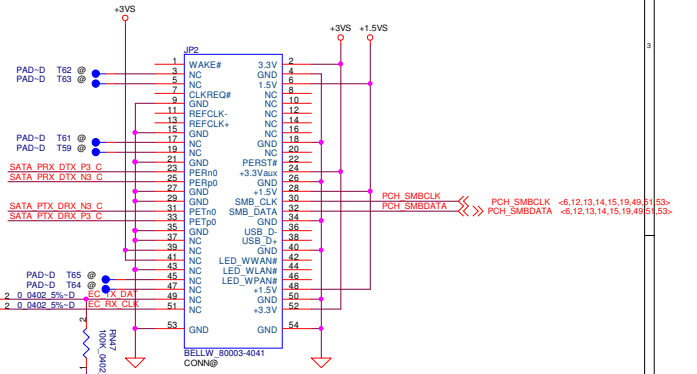 +3VS
+3VS +1.5VS
3
JP2
1 WAKE# 3.3V 2
PAD~D T62 @ 3 NC GND 4
PAD~D T63 @ 5 NC 1.5V 6
7 CLKREQ# NC 8
9 GND NC 10
11 REFCLK- NC 12
13 REFCLK+ NC 14
15 GND NC 16
PAD~D T61 @ 17 NC GND 18
PAD~D T59 @ 19 NC NC 20
21 GND PERST# 22
SATA_PRX_DTX_P3_C 23 PERn0 +3.3Vaux 24
SATA_PRX_DTX_N3_C 25 PERp0 GND 26
27 GND +1.5V 28
29 GND SMB_CLK 30 PCH_SMBCLK PCH_SMBCLK <6,12,13,14,15,19,49,51,53>
SATA_PTX_DRX_N3_C 31 PETn0 SMB_DATA 32 PCH_SMBDATA PCH_SMBDATA <6,12,13,14,15,19,49,51,53>
SATA_PTX_DRX_P3_C 33 PETp0 GND 34
35 GND USB_D- 36
37 NC USB_D+ 38
39 NC GND 40
41 NC LED_WWAN# 42
43 NC LED_WLAN# 44
PAD~D T65 @ 45 NC LED_WPAN# 46
PAD~D T64 @ 47 NC +1.5V 48
2 0_0402_5%~D EC_TX_DAT 49 NC GND 50
2 0_0402_5%~D EC_RX_CLK 51 NC +3.3V 52
53 GND GND 54
2
RN47
100K_0402_
1
BELLW_80003-4041
CONN@